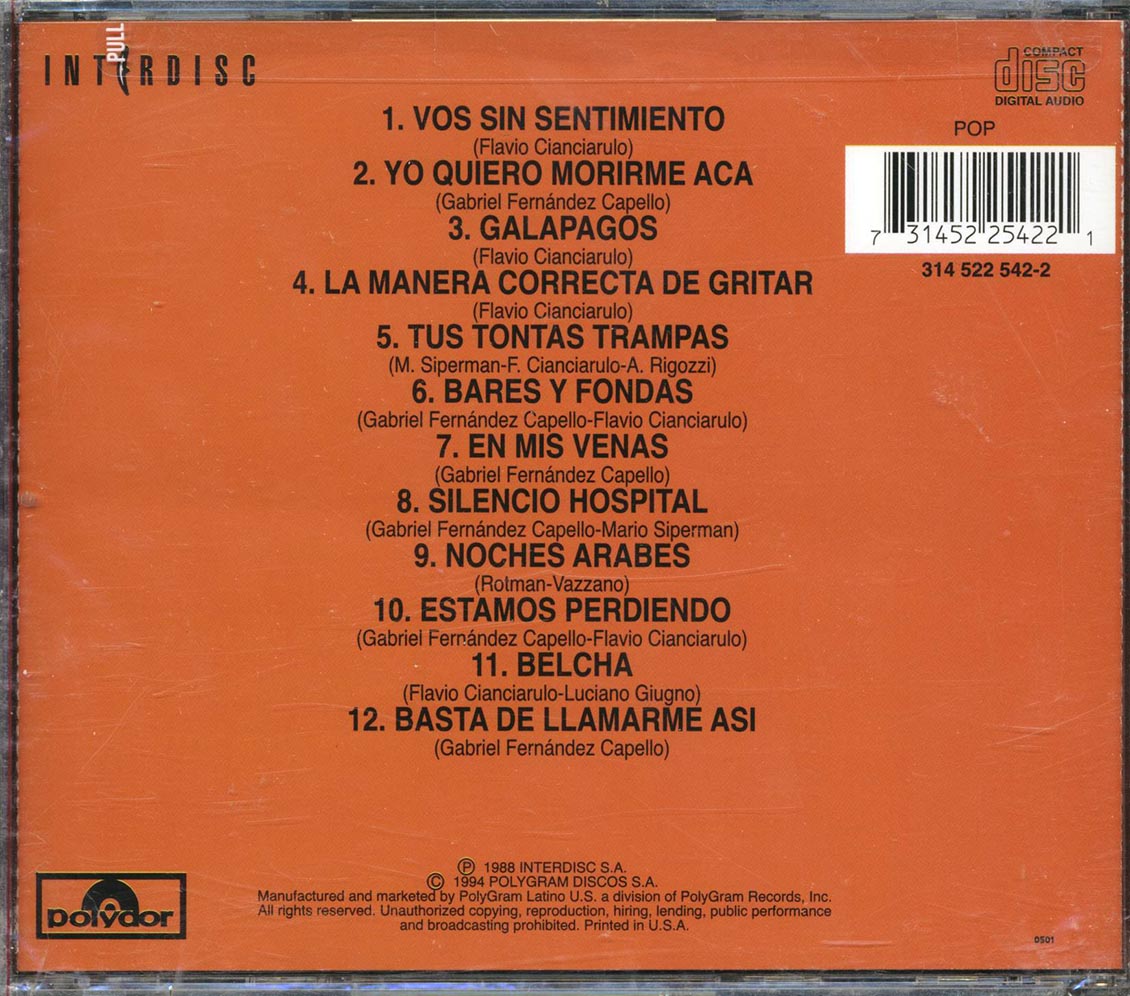 PULL
INTERDISC
COMPACT
disc
DIGITAL AUDIO
POP
7 31452 25422 1
314 522 542-2
1. VOS SIN SENTIMIENTO
(Flavio Cianciarulo)
2. YO QUIERO MORIRME ACA
(Gabriel Fernández Capello)
3. GALAPAGOS
(Flavio Cianciarulo)
4. LA MANERA CORRECTA DE GRITAR
(Flavio Cianciarulo)
5. TUS TONTAS TRAMPAS
(M. Siperman-F. Cianciarulo-A. Rigozzi)
6. BARES Y FONDAS
(Gabriel Fernández Capello-Flavio Cianciarulo)
7. EN MIS VENAS
(Gabriel Fernández Capello)
8. SILENCIO HOSPITAL
(Gabriel Fernández Capello-Mario Siperman)
9. NOCHES ARABES
(Rotman-Vazzano)
10. ESTAMOS PERDIENDO
(Gabriel Fernández Capello-Flavio Cianciarulo)
11. BELCHA
(Flavio Cianciarulo-Luciano Giugno)
12. BASTA DE LLAMARME ASI
(Gabriel Fernández Capello)
polydor
Ⓟ 1988 INTERDISC S.A.
© 1994 POLYGRAM DISCOS S.A.
Manufactured and marketed by PolyGram Latino U.S. a division of PolyGram Records, Inc.
All rights reserved. Unauthorized copying, reproduction, hiring, lending, public performance
and broadcasting prohibited. Printed in U.S.A.
0501